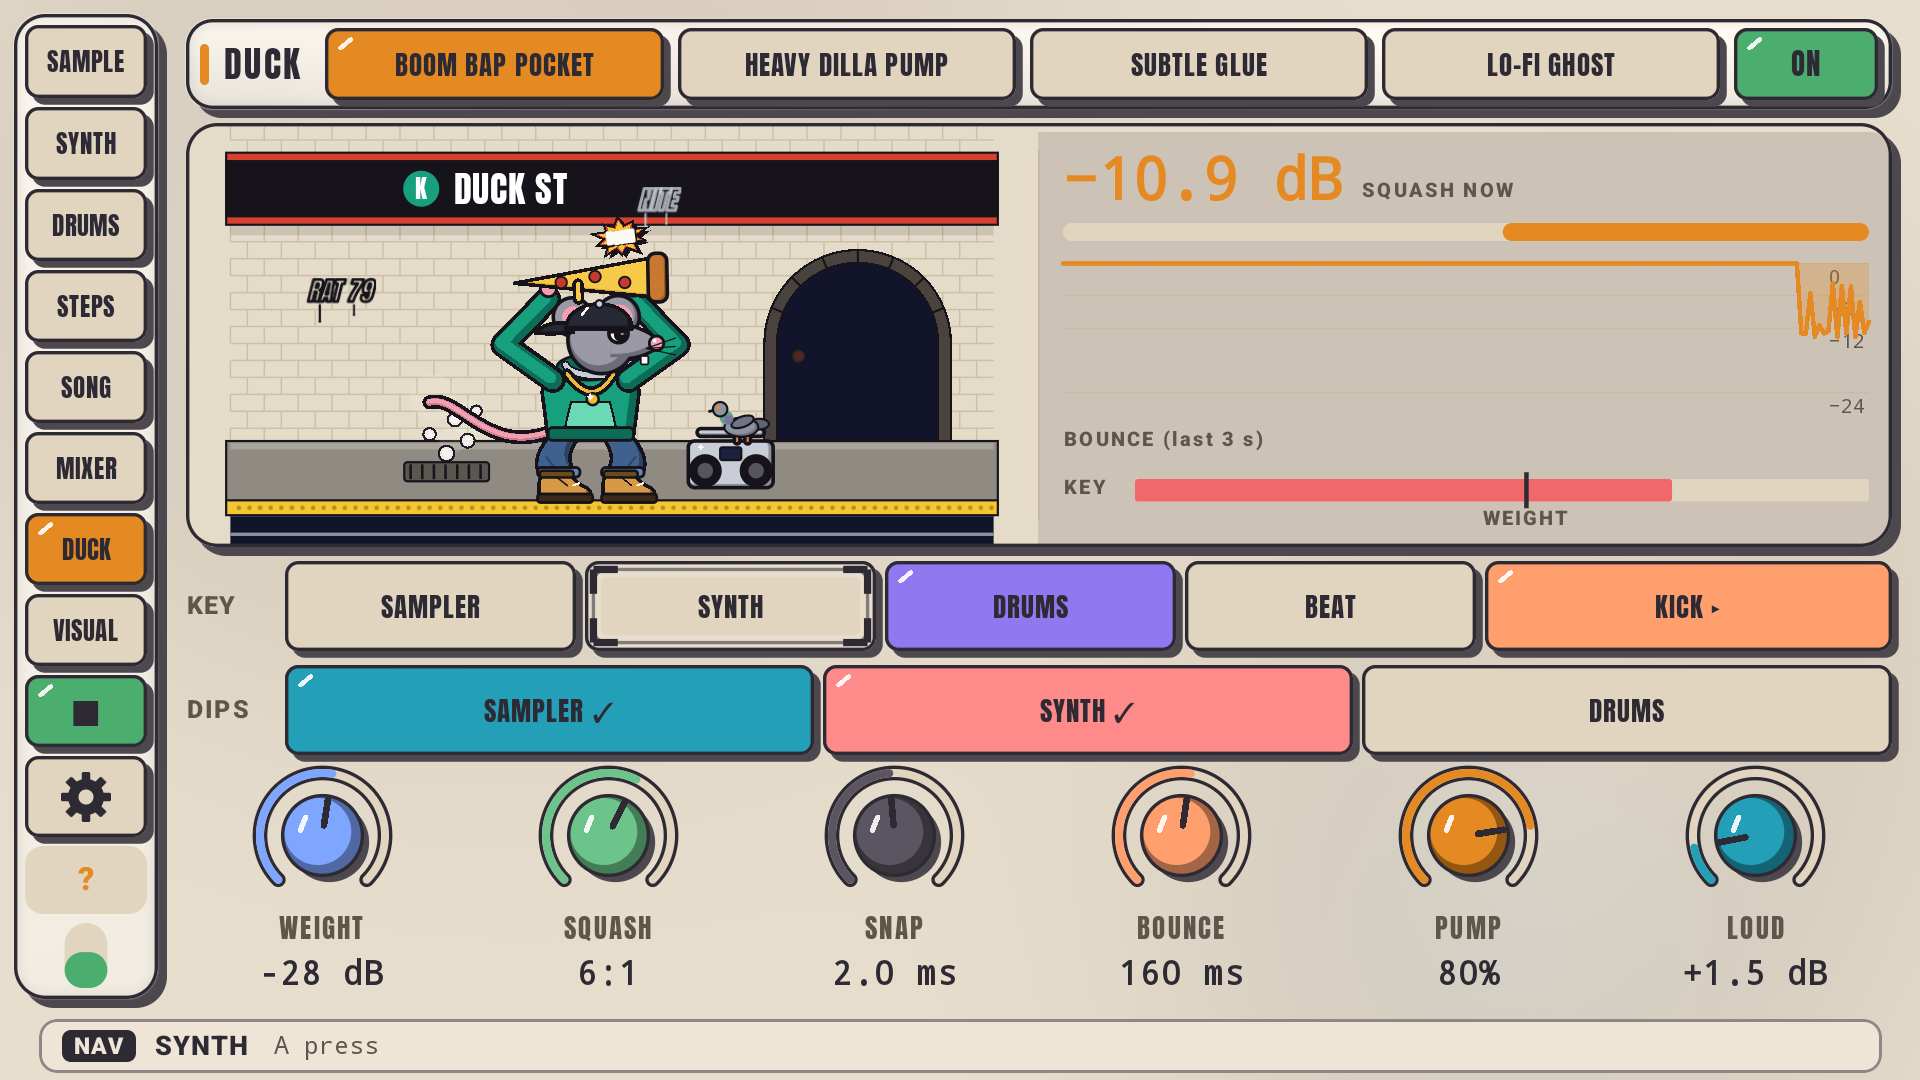 SAMPLE
SYNTH
DRUMS
STEPS
SONG
MIXER
DUCK
VISUAL
?
DUCK
BOOM BAP POCKET
HEAVY DILLA PUMP
SUBTLE GLUE
LO-FI GHOST
ON
K DUCK ST
RAT 79
−10.9 dB SQUASH NOW
0
−12
−24
BOUNCE (last 3 s)
KEY
WEIGHT
KEY
SAMPLER
SYNTH
DRUMS
BEAT
KICK ▸
DIPS
SAMPLER ✓
SYNTH ✓
DRUMS
WEIGHT
-28 dB
SQUASH
6:1
SNAP
2.0 ms
BOUNCE
160 ms
PUMP
80%
LOUD
+1.5 dB
NAV SYNTH A press